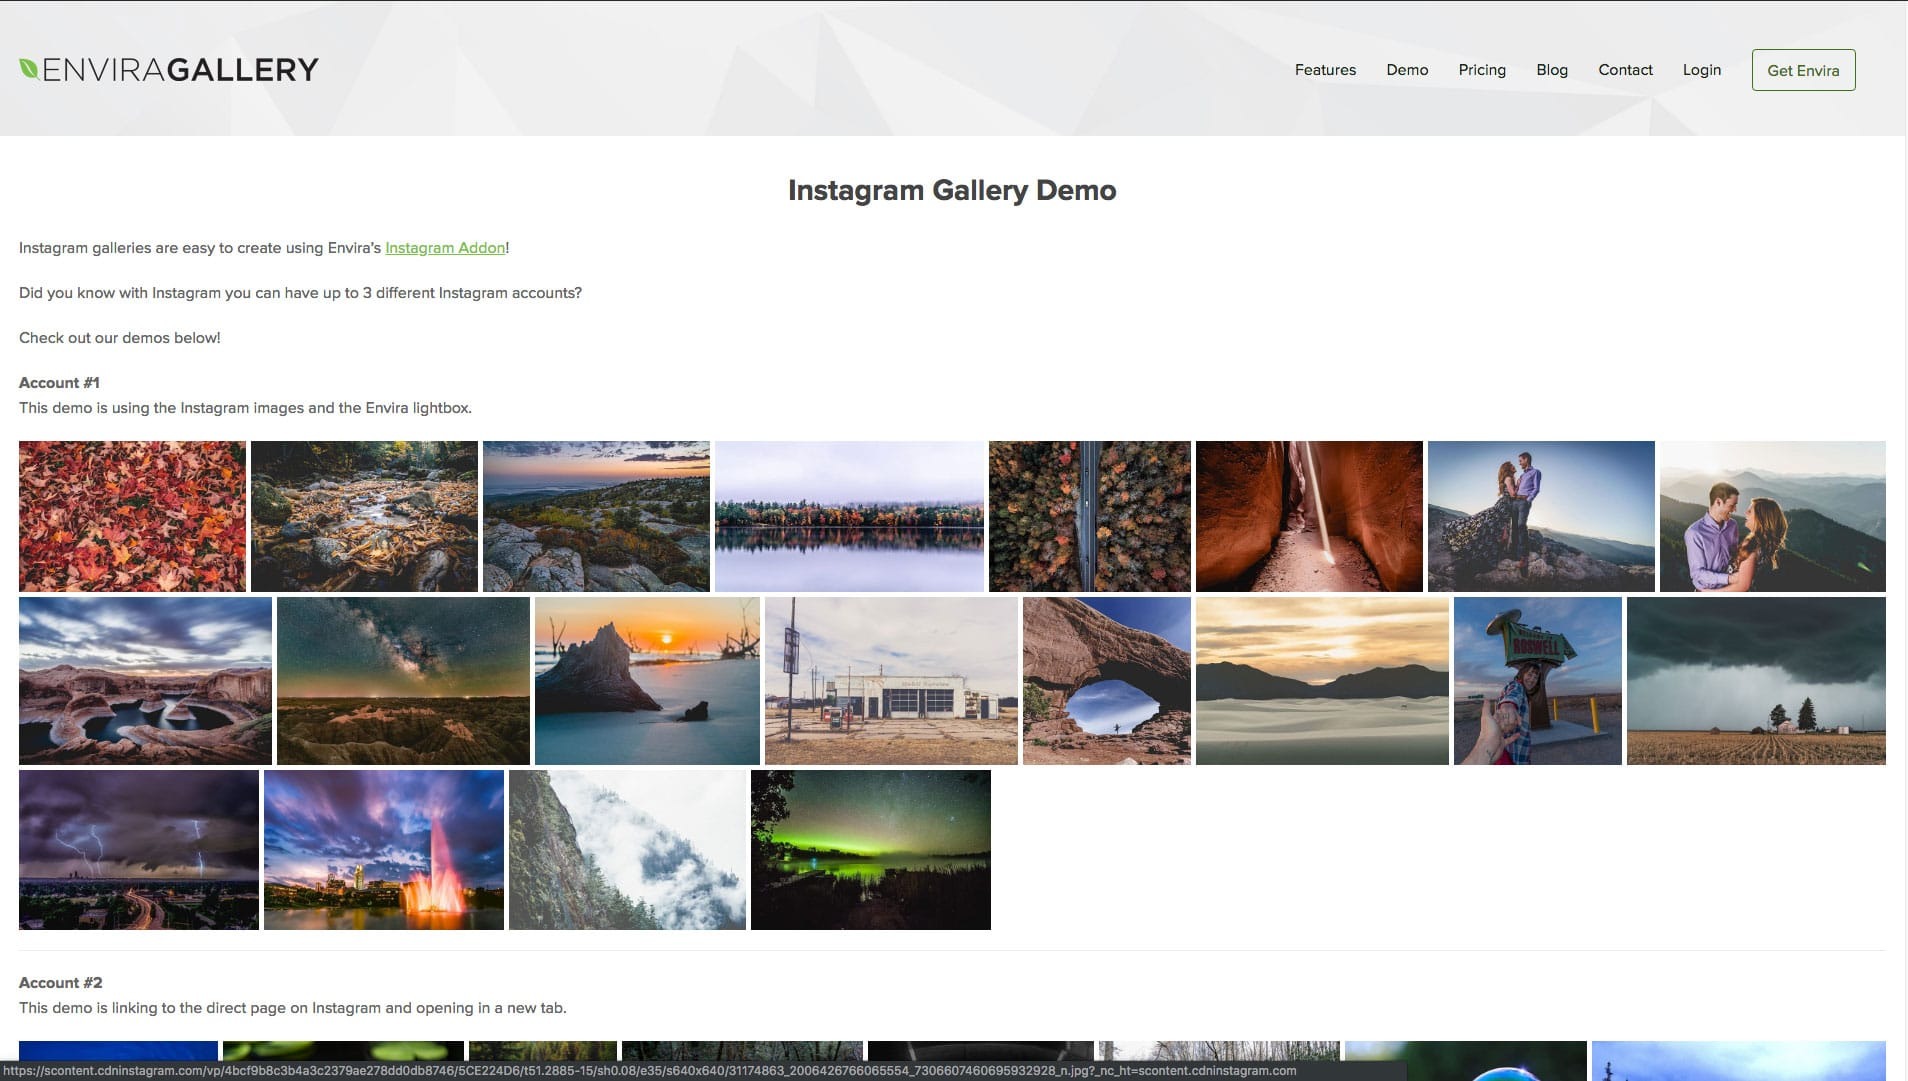 ENVIRAGALLERY
Features Demo Pricing Blog Contact Login Get Envira
Instagram Gallery Demo
Instagram galleries are easy to create using Envira's Instagram Addon!
Did you know with Instagram you can have up to 3 different Instagram accounts?
Check out our demos below!
Account #1
This demo is using the Instagram images and the Envira lightbox.
ROSWELL
Account #2
This demo is linking to the direct page on Instagram and opening in a new tab.
https://scontent.cdninstagram.com/vp/4bcf9b8c3b4a3c2379ae278dd0db8746/5CE224D6/t51.2885-15/sh0.08/e35/s640x640/31174863_2006426766065554_7306607460695932928_n.jpg?_nc_ht=scontent.cdninstagram.com